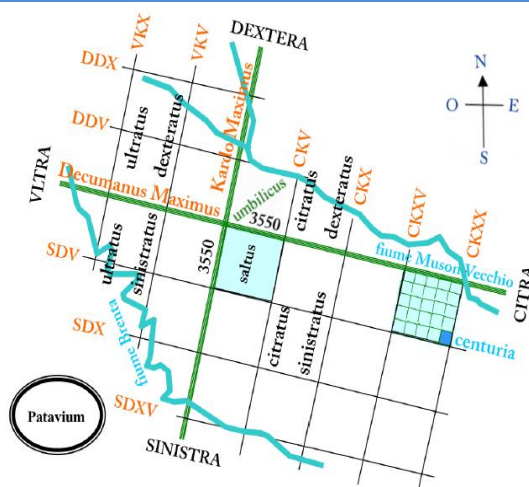 DEXTERA
N
O E
S
VKX
VKV
DDX
DDV
Kardo Maximus
ultratus
dexteratus
CKV
citratus
dexteratus
CKX
CKXV
CKXX
VLTRA
Decumanus Maximus
umbilicus
3550
3550
saltus
fiume Muson Vecchio
CITRA
SDV
ultratus
sinistratus
fiume Brenta
SDX
citratus
sinistratus
centuria
SDXV
SINISTRA
Patavium